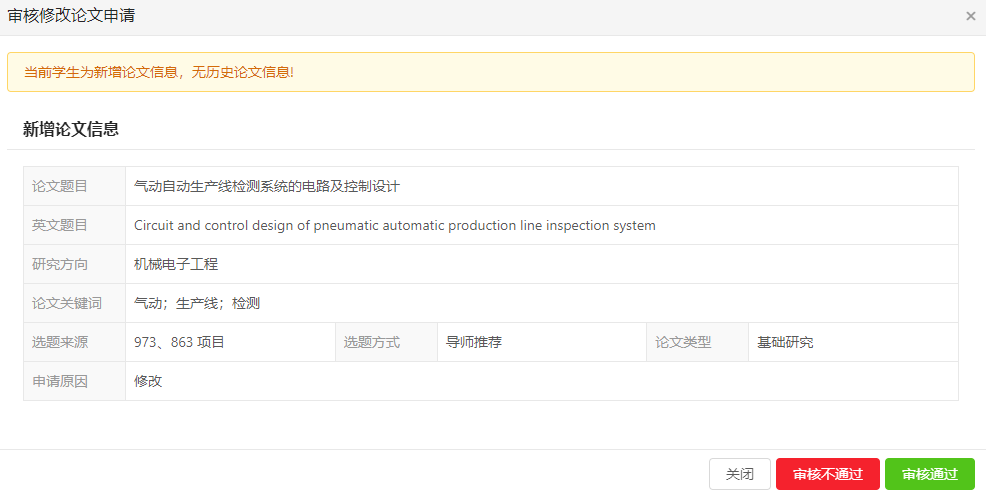 审核修改论文申请
×
当前学生为新增论文信息，无历史论文信息!
新增论文信息
论文题目 气动自动生产线检测系统的电路及控制设计
英文题目 Circuit and control design of pneumatic automatic production line inspection system
研究方向 机械电子工程
论文关键词 气动；生产线；检测
选题来源 973、863 项目 选题方式 导师推荐 论文类型 基础研究
申请原因 修改
关闭 审核不通过 审核通过